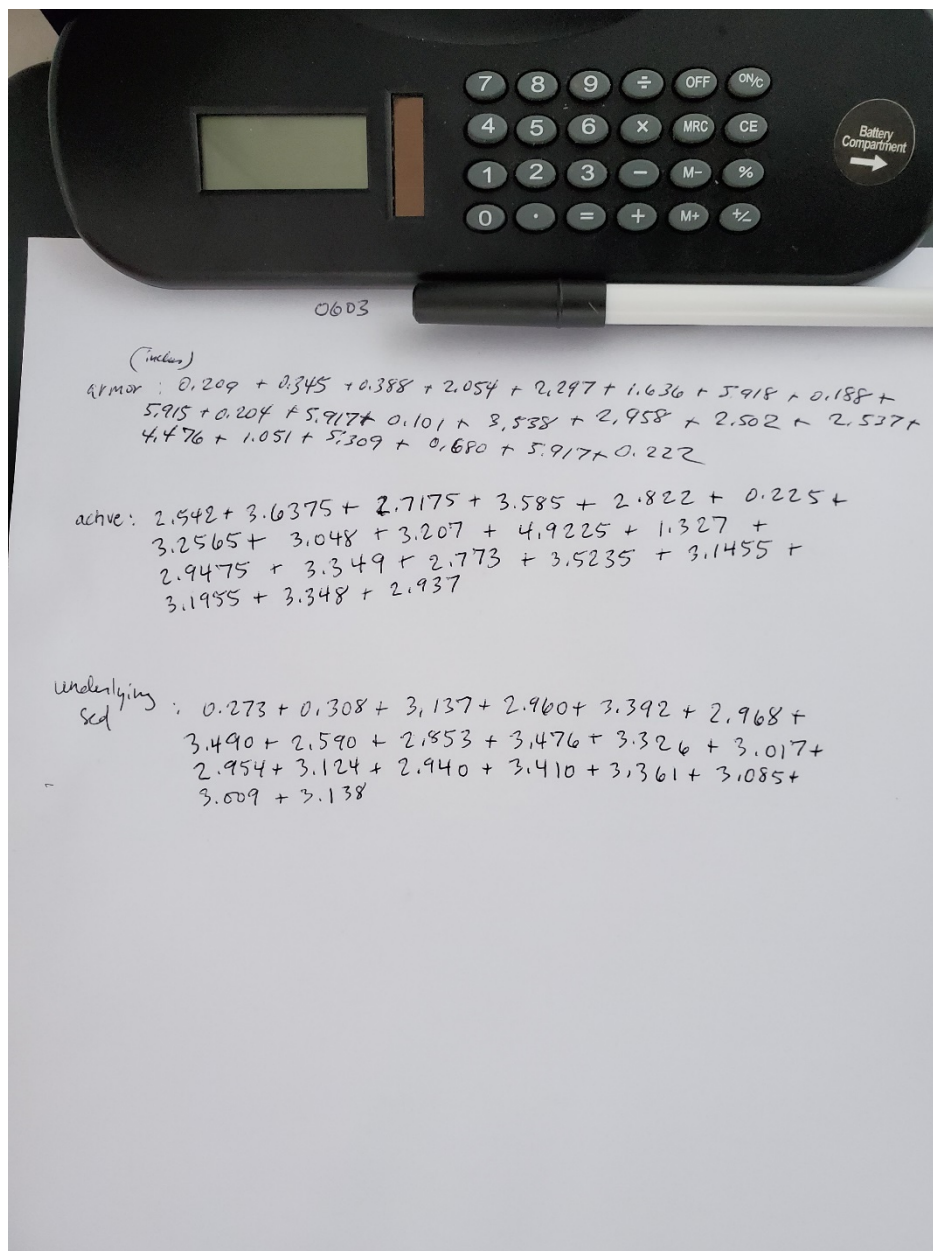 7 8 9 ÷ OFF ON/C
4 5 6 × MRC CE
1 2 3 − M− %
0 · = + M+ +/−
Battery
Compartment
0603
(inches)
armor : 0.209 + 0.345 + 0.388 + 2.054 + 2.297 + 1.636 + 5.918 + 0.188 +
5.915 + 0.204 + 5.917 + 0.101 + 3.538 + 2.958 + 2.502 + 2.537 +
4.476 + 1.051 + 5.309 + 0.680 + 5.917 + 0.222
active : 2.542 + 3.6375 + 2.7175 + 3.585 + 2.822 + 0.225 +
3.2565 + 3.048 + 3.207 + 4.9225 + 1.327 +
2.9475 + 3.349 + 2.773 + 3.5235 + 3.1455 +
3.1955 + 3.348 + 2.937
underlying
sed : 0.273 + 0.308 + 3.137 + 2.960 + 3.392 + 2.968 +
3.490 + 2.590 + 2.853 + 3.476 + 3.326 + 3.017 +
2.954 + 3.124 + 2.940 + 3.410 + 3.361 + 3.085 +
3.009 + 3.138